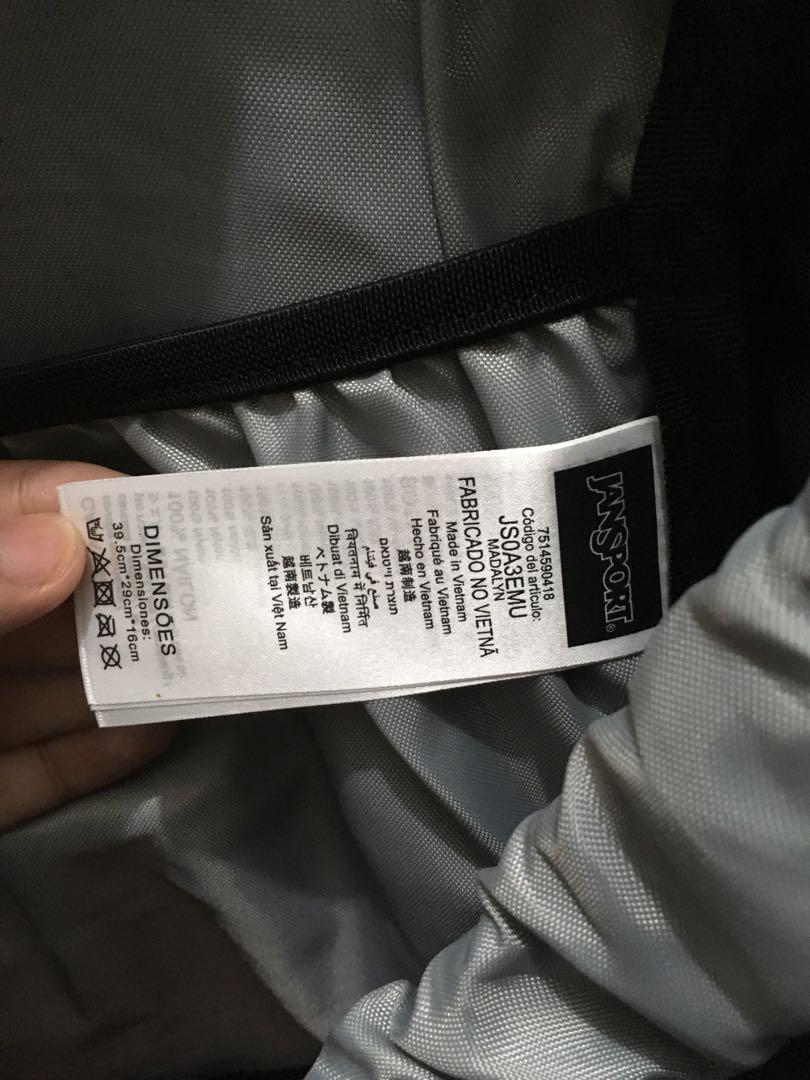 JANSPORT®
7514590418
Código del artículo:
JS0A3EMU
MADALYN
FABRICADO NO VIETNÃ
Made in Vietnam
Fabriqué au Vietnam
Hecho en Vietnam
越南制造
תוצרת וייטנאם
صنع في فيتنام
वियतनाम में निर्मित
Dibuat di Vietnam
ベトナム製
베트남산
越南製造
Sản xuất tại Việt Nam
DIMENSÕES
Dimensiones:
39.5cm*29cm*16cm